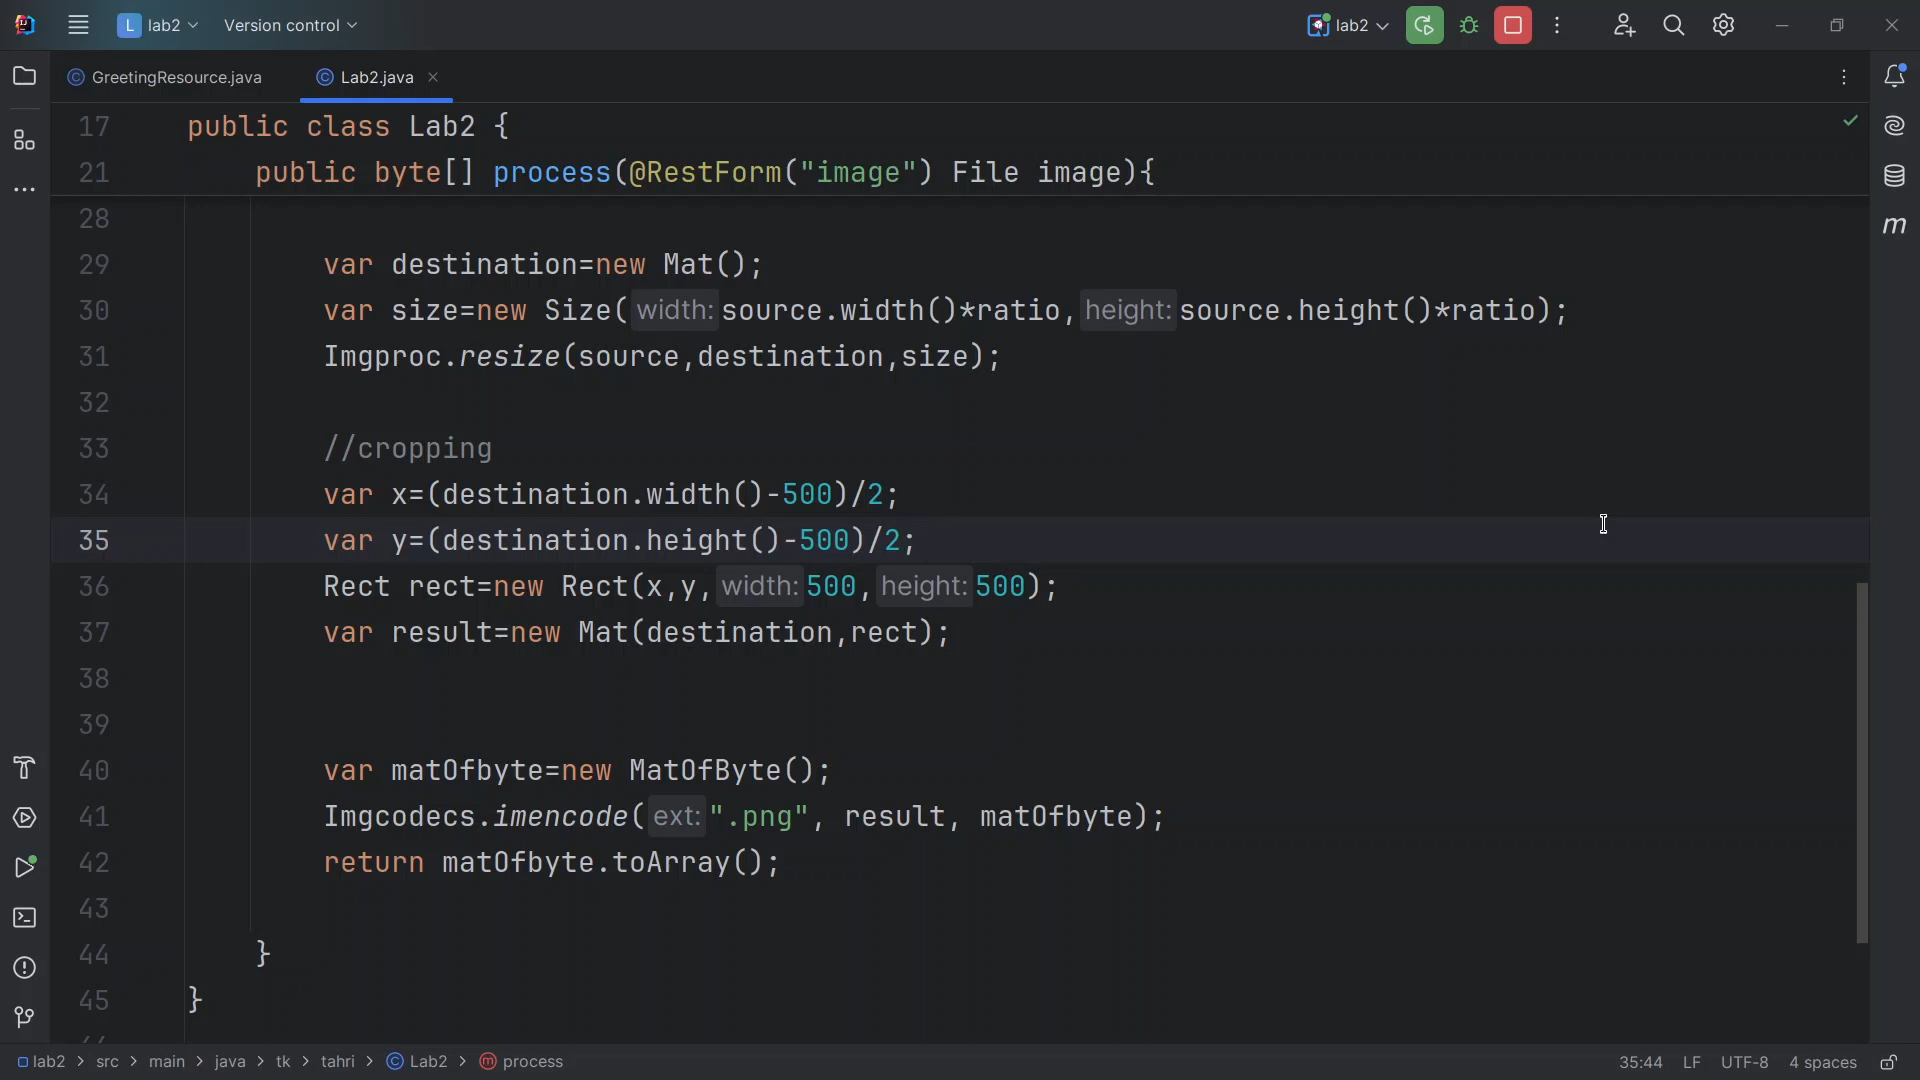 L lab2 Version control lab2
GreetingResource.java Lab2.java
17 public class Lab2 {
21 public byte[] process(@RestForm("image") File image){
28
29 var destination=new Mat();
30 var size=new Size( width: source.width()*ratio, height: source.height()*ratio);
31 Imgproc.resize(source,destination,size);
32
33 //cropping
34 var x=(destination.width()-500)/2;
35 var y=(destination.height()-500)/2;
36 Rect rect=new Rect(x,y, width: 500, height: 500);
37 var result=new Mat(destination,rect);
38
39
40 var matOfbyte=new MatOfByte();
41 Imgcodecs.imencode( ext: ".png", result, matOfbyte);
42 return matOfbyte.toArray();
43
44 }
45 }
lab2 > src > main > java > tk > tahri > Lab2 > process 35:44 LF UTF-8 4 spaces